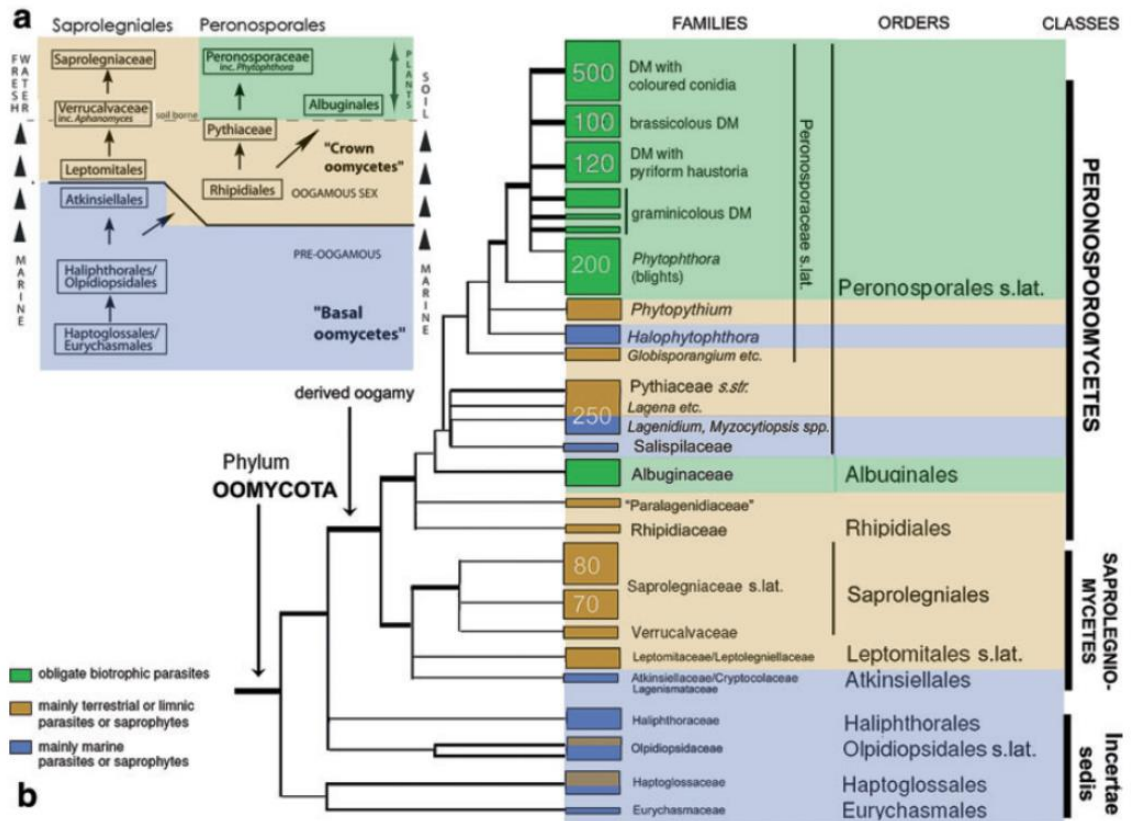 a
Saprolegniales
Peronosporales
FRESH WATER
MARINE
Saprolegniaceae
Verrucalvaceae
inc. Aphanomyces
soil borne
Leptomitales
Atkinsiellales
Haliphthorales/
Olpidiopsidales
Haptoglossales/
Eurychasmales
Peronosporaceae
inc. Phytophthora
PLANTS
Albuginales
Pythiaceae
"Crown
oomycetes"
Rhipidiales
OOGAMOUS SEX
PRE-OOGAMOUS
"Basal
oomycetes"
SOIL
MARINE
FAMILIES
ORDERS
CLASSES
500
DM with
coloured conidia
100
brassicolous DM
120
DM with
pyriform haustoria
graminicolous DM
200
Phytophthora
(blights)
Phytopythium
Halophytophthora
Globisporangium etc.
Peronosporaceae s.lat.
Peronosporales s.lat.
250
Pythiaceae s.str.
Lagena etc.
Lagenidium, Myzocytiopsis spp.
Salispilaceae
Albuginaceae
Albuginales
"Paralagenidiaceae"
Rhipidiaceae
Rhipidiales
PERONOSPOROMYCETES
80
70
Saprolegniaceae s.lat.
Saprolegniales
Verrucalvaceae
Leptomitaceae/Leptolegniellaceae
Leptomitales s.lat.
Atkinsiellaceae/Cryptocolaceae
Lagenismataceae
Atkinsiellales
SAPROLEGNIO-
MYCETES
Haliphthoraceae
Haliphthorales
Olpidiopsidaceae
Olpidiopsidales s.lat.
Haptoglossaceae
Haptoglossales
Eurychasmaceae
Eurychasmales
Incertae
sedis
derived oogamy
Phylum
OOMYCOTA
obligate biotrophic parasites
mainly terrestrial or limnic
parasites or saprophytes
mainly marine
parasites or saprophytes
b